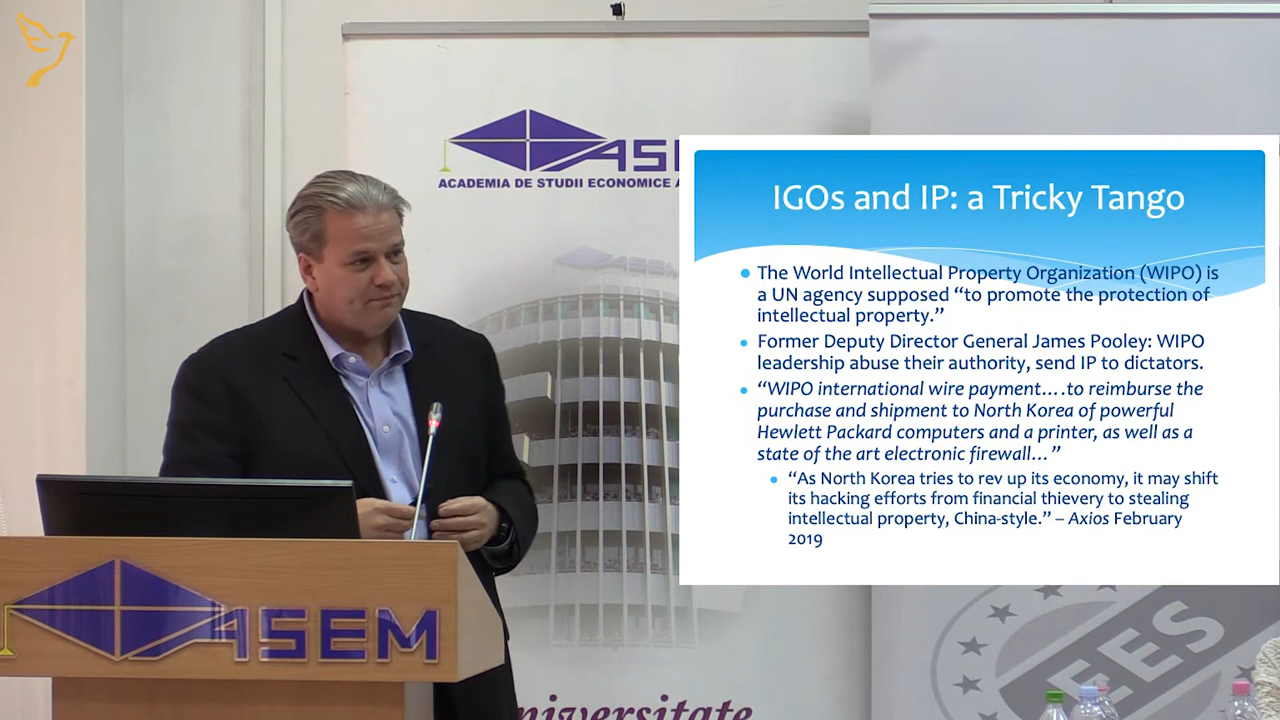 ASE
ACADEMIA DE STUDII ECONOMICE A
ASEM
IGOs and IP: a Tricky Tango
The World Intellectual Property Organization (WIPO) is
a UN agency supposed “to promote the protection of
intellectual property.”
Former Deputy Director General James Pooley: WIPO
leadership abuse their authority, send IP to dictators.
“WIPO international wire payment….to reimburse the
purchase and shipment to North Korea of powerful
Hewlett Packard computers and a printer, as well as a
state of the art electronic firewall…”
“As North Korea tries to rev up its economy, it may shift
its hacking efforts from financial thievery to stealing
intellectual property, China-style.” – Axios February
2019
ASEM
EES
niversitate